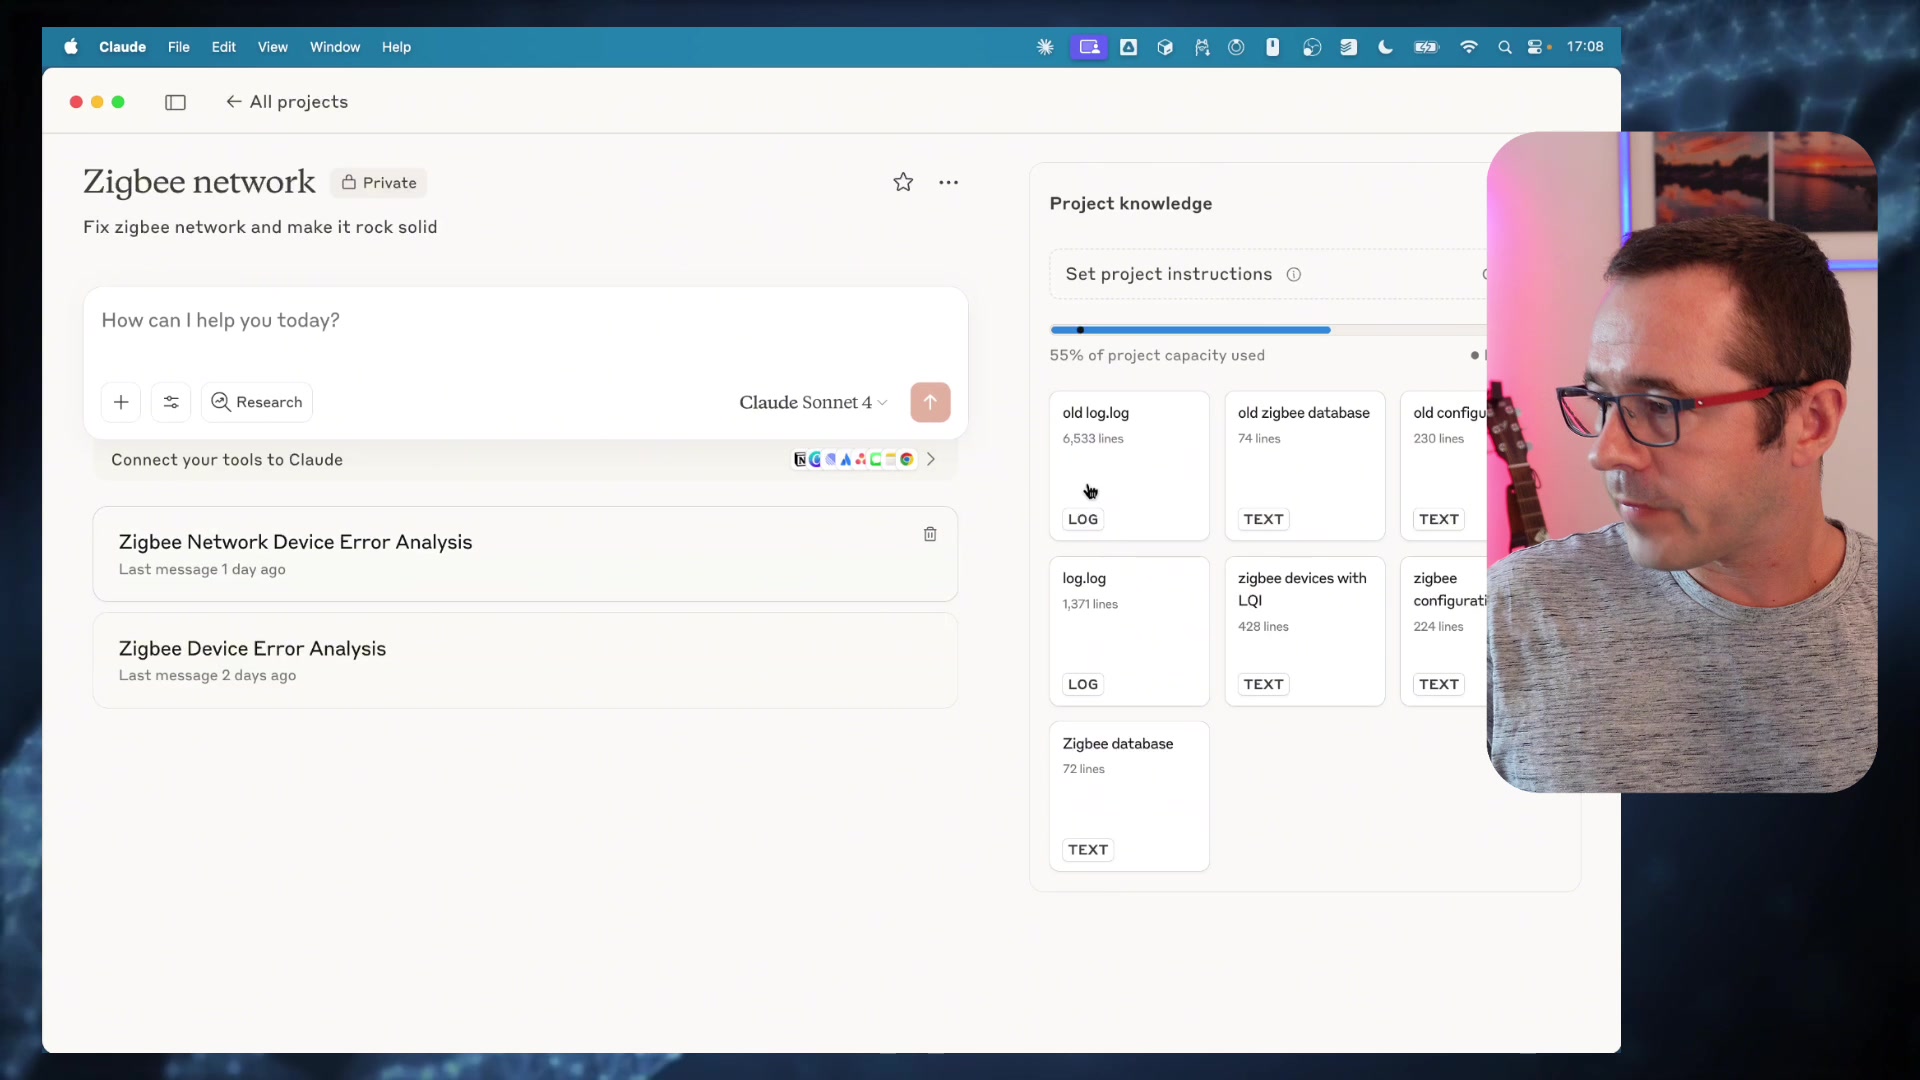 Claude File Edit View Window Help
17:08
All projects
Zigbee network
Private
Fix zigbee network and make it rock solid
How can I help you today?
Research
Claude Sonnet 4
Connect your tools to Claude
Zigbee Network Device Error Analysis
Last message 1 day ago
Zigbee Device Error Analysis
Last message 2 days ago
Project knowledge
Set project instructions
55% of project capacity used
old log.log
6,533 lines
LOG
old zigbee database
74 lines
TEXT
old configu
230 lines
TEXT
log.log
1,371 lines
LOG
zigbee devices with
LQI
428 lines
TEXT
zigbee
configurati
224 lines
TEXT
Zigbee database
72 lines
TEXT